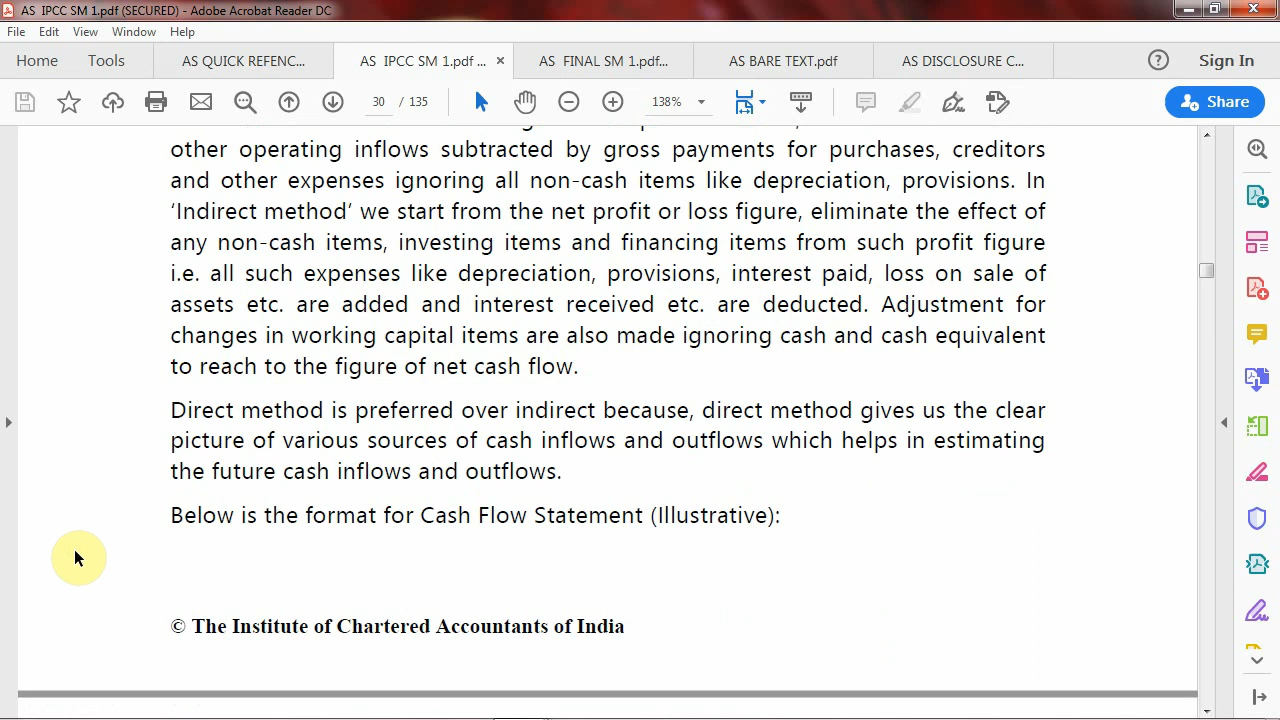 AS IPCC SM 1.pdf (SECURED) - Adobe Acrobat Reader DC
File Edit View Window Help
Home Tools AS QUICK REFENC... AS IPCC SM 1.pdf ... × AS FINAL SM 1.pdf... AS BARE TEXT.pdf AS DISCLOSURE C... Sign In
30 / 135 138% Share
other operating inflows subtracted by gross payments for purchases, creditors
and other expenses ignoring all non-cash items like depreciation, provisions. In
‘Indirect method’ we start from the net profit or loss figure, eliminate the effect of
any non-cash items, investing items and financing items from such profit figure
i.e. all such expenses like depreciation, provisions, interest paid, loss on sale of
assets etc. are added and interest received etc. are deducted. Adjustment for
changes in working capital items are also made ignoring cash and cash equivalent
to reach to the figure of net cash flow.
Direct method is preferred over indirect because, direct method gives us the clear
picture of various sources of cash inflows and outflows which helps in estimating
the future cash inflows and outflows.
Below is the format for Cash Flow Statement (Illustrative):
© The Institute of Chartered Accountants of India